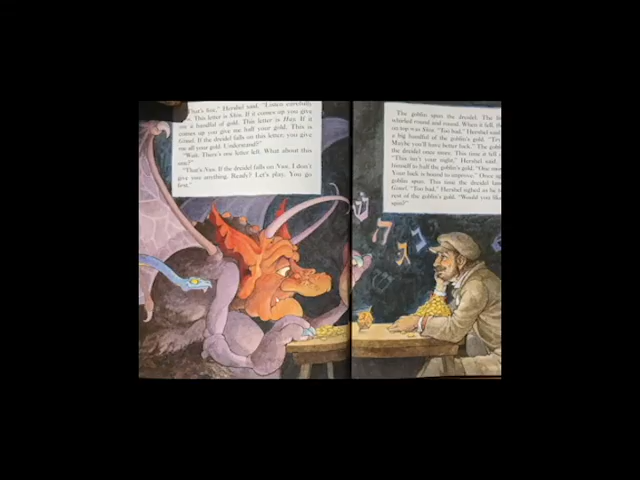 "That's *Shin*," Hershel said. "Listen carefully
This letter is Shin. If it comes up you give
me a handful of gold. This letter is Hey. If it
comes up you give me half your gold. This is
Gimel. If the dreidel falls on this letter, you give
me all your gold. Understand?"
"Wait. There's one letter left. What about this
one?"
"That's Nun. If the dreidel falls on Nun, I don't
give you anything. Ready? Let's play. You go
first."
The goblin spun the dreidel. The
whirled round and round. When it fell, the
on top was Shin. "Too bad," Hershel said
a big handful of the goblin's gold.
Maybe you'll have better luck." The goblin
the dreidel once more. This time it fell
"This isn't your night," Hershel said,
himself to half the goblin's gold. "One more
Your luck is bound to improve." Once again
goblin spun. This time the dreidel
Gimel. "Too bad," Hershel sighed as he
rest of the goblin's gold. "Would you like
again?"
ש
ה
ג
נ